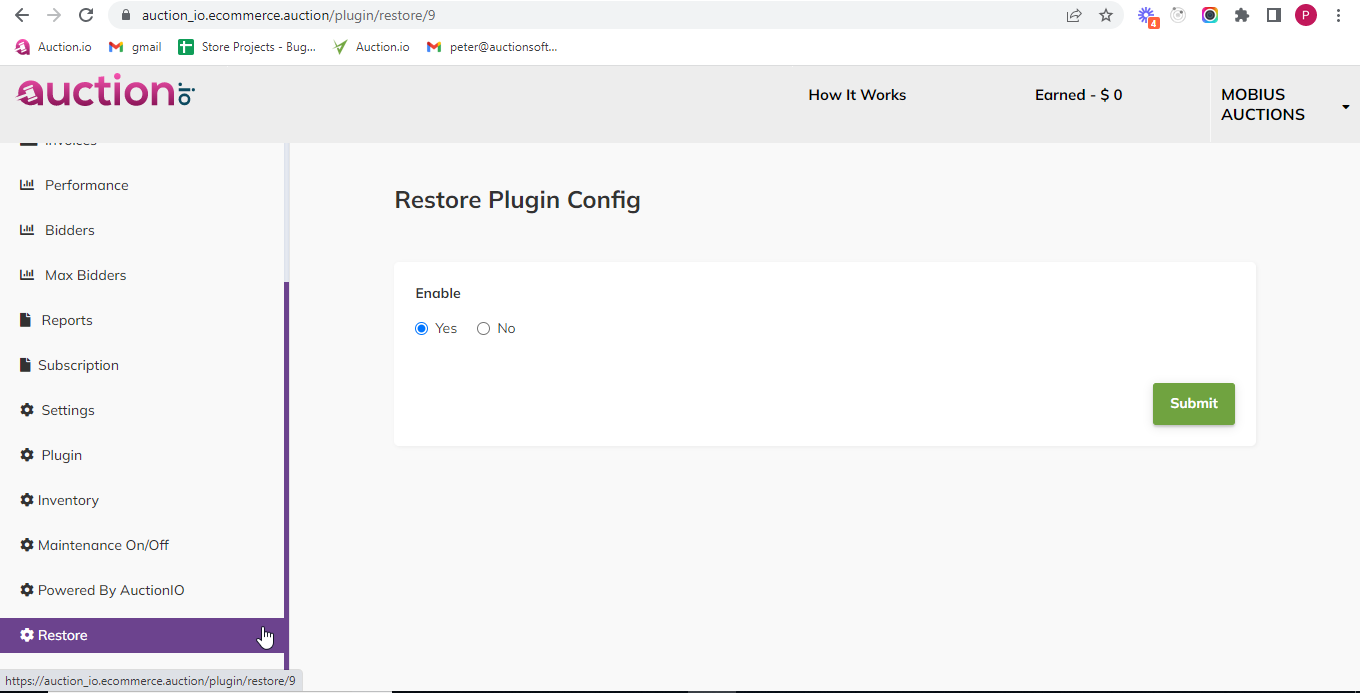 auction_io.ecommerce.auction/plugin/restore/9
4
P
Auction.io
gmail
Store Projects - Bug...
Auction.io
peter@auctionsoft...
auction io
How It Works
Earned - $ 0
MOBIUS
AUCTIONS
Invoices
Performance
Bidders
Max Bidders
Reports
Subscription
Settings
Plugin
Inventory
Maintenance On/Off
Powered By AuctionIO
Restore
Restore Plugin Config
Enable
Yes
No
Submit
https://auction_io.ecommerce.auction/plugin/restore/9